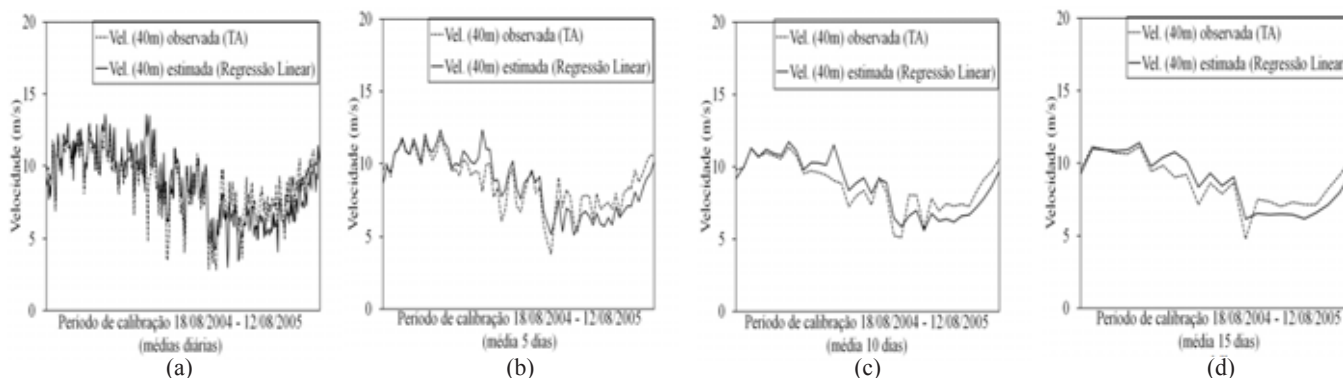 20
15
10
5
0
Velocidade (m/s)
Vel. (40m) observada (TA)
Vel. (40m) estimada (Regressão Linear)
Período de calibração 18/08/2004 - 12/08/2005
(médias diárias)
(a)
20
15
10
5
0
Velocidade (m/s)
Vel. (40m) observada (TA)
Vel. (40m) estimada (Regressão Linear)
Período de calibração 18/08/2004 - 12/08/2005
(média 5 dias)
(b)
20
15
10
5
0
Velocidade (m/s)
Vel. (40m) observada (TA)
Vel. (40m) estimada (Regressão Linear)
Período de calibração 18/08/2004 - 12/08/2005
(média 10 dias)
(c)
20
15
10
5
0
Velocidade (m/s)
Vel. (40m) observada (TA)
Vel. (40m) estimada (Regressão Linear
Período de calibração 18/08/2004 - 12/08/2005
(média 15 dias)
(d)